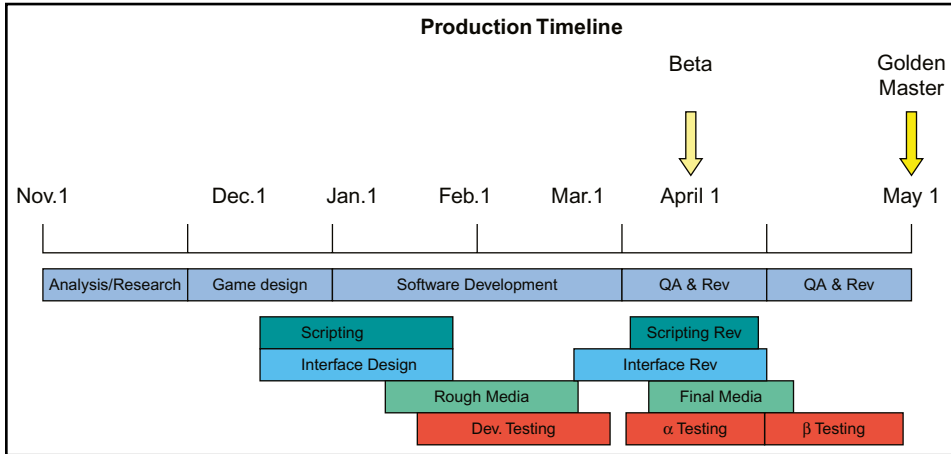 Production Timeline
Beta
Golden
Master
Nov.1 Dec.1 Jan.1 Feb.1 Mar.1 April 1 May 1
Analysis/Research Game design Software Development QA & Rev QA & Rev
Scripting Scripting Rev
Interface Design Interface Rev
Rough Media Final Media
Dev. Testing α Testing β Testing